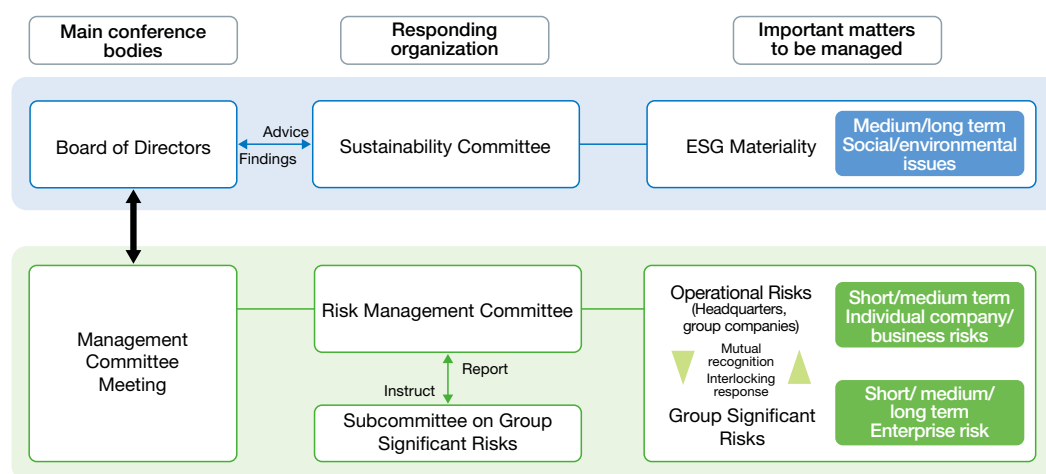 Main conference
bodies
Responding
organization
Important matters
to be managed
Board of Directors
Advice
Findings
Sustainability Committee
ESG Materiality
Medium/long term
Social/environmental
issues
Management
Committee
Meeting
Risk Management Committee
Report
Instruct
Subcommittee on Group
Significant Risks
Operational Risks
(Headquarters,
group companies)
Mutual
recognition
Interlocking
response
Group Significant
Risks
Short/medium term
Individual company/
business risks
Short/ medium/
long term
Enterprise risk